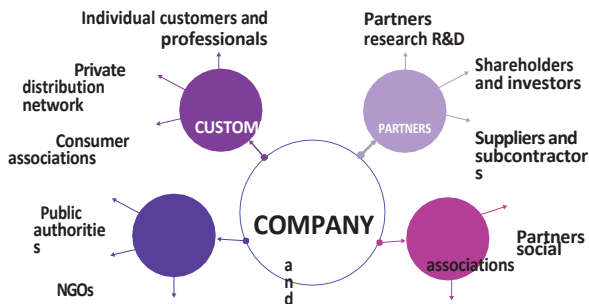 Individual customers and
professionals
Partners
research R&D
Private
distribution
network
Shareholders
and investors
CUSTOM
PARTNERS
Consumer
associations
Suppliers and
subcontractor
s
Public
authoritie
s
COMPANY
Partners
social
associations
a
n
d
NGOs